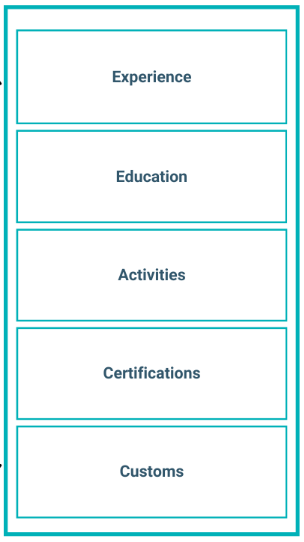 Experience
Education
Activities
Certifications
Customs